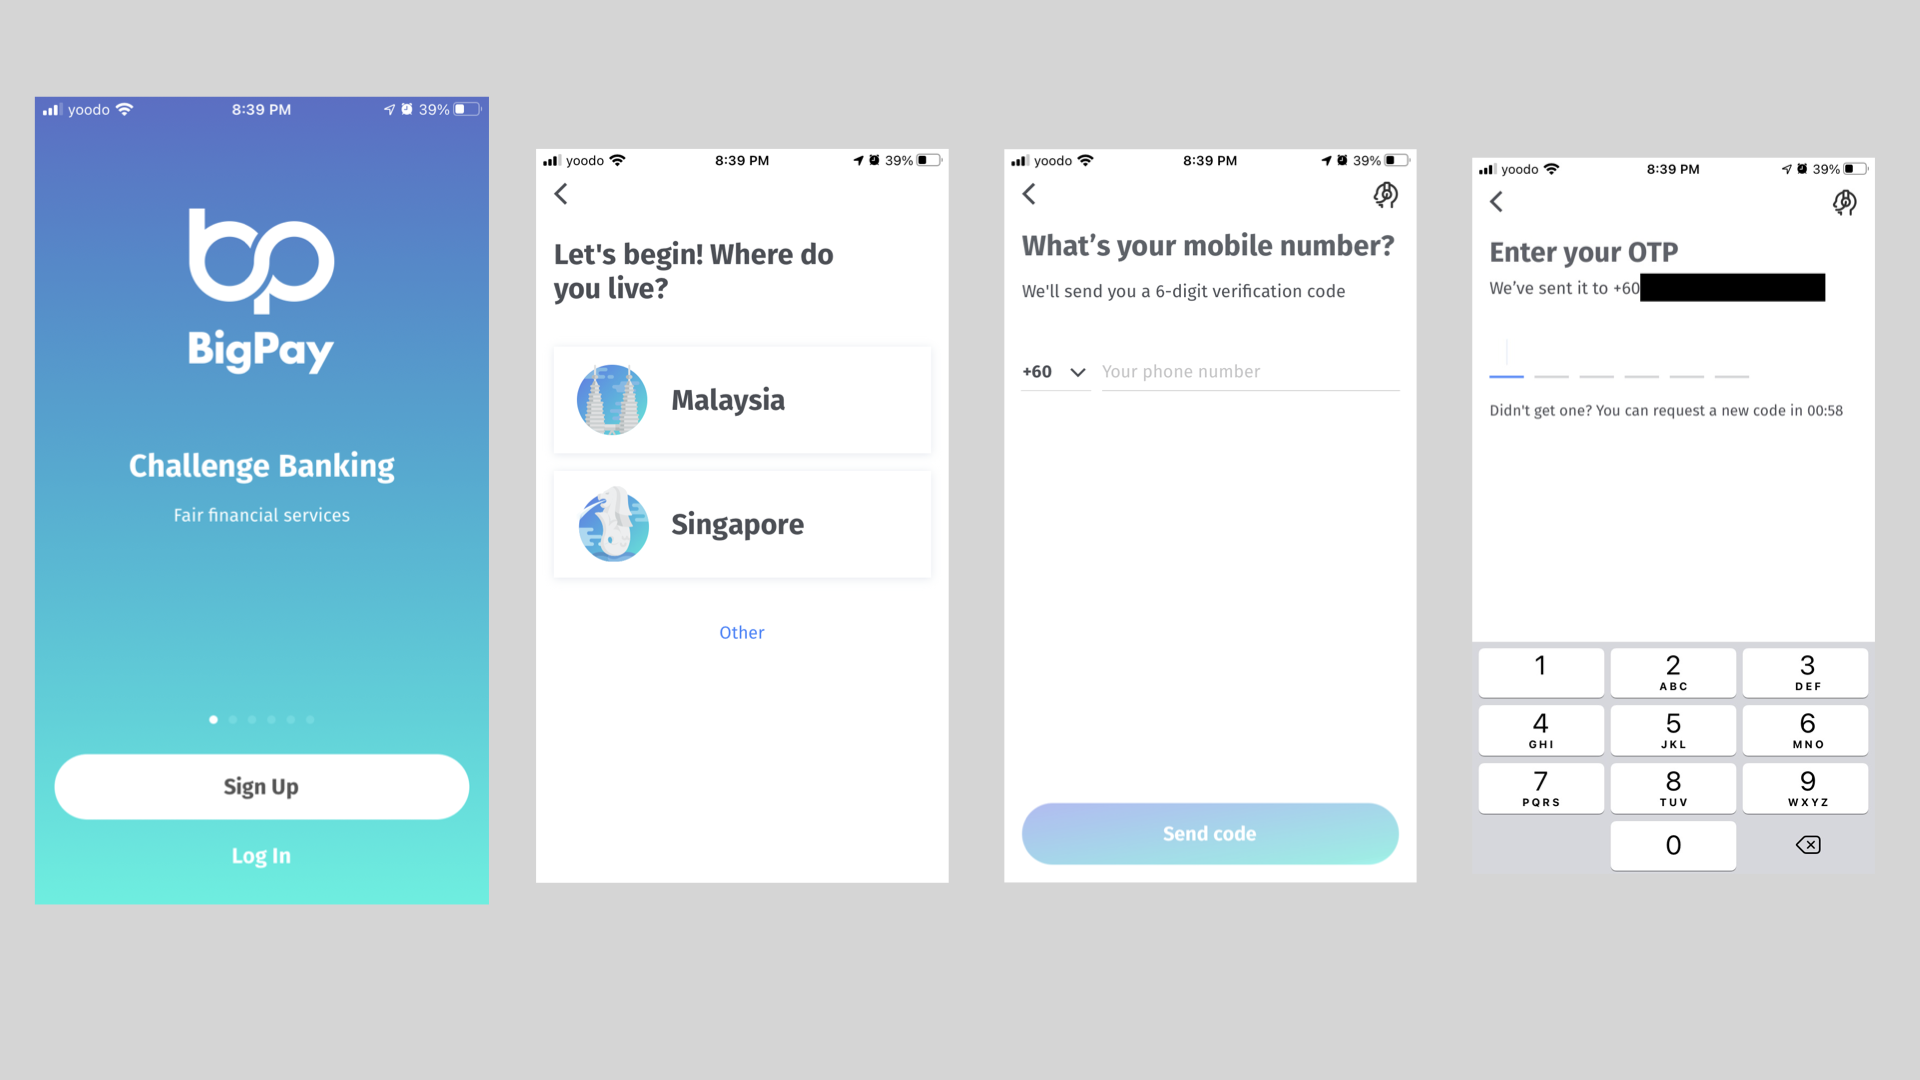 yoodo 8:39 PM 39%
bp
BigPay
Challenge Banking
Fair financial services
Sign Up
Log In
yoodo 8:39 PM 39%
Let's begin! Where do
you live?
Malaysia
Singapore
Other
yoodo 8:39 PM 39%
What’s your mobile number?
We'll send you a 6-digit verification code
+60 Your phone number
Send code
yoodo 8:39 PM 39%
Enter your OTP
We’ve sent it to +60
Didn't get one? You can request a new code in 00:58
1 2 3
ABC DEF
4 5 6
GHI JKL MNO
7 8 9
PQRS TUV WXYZ
0